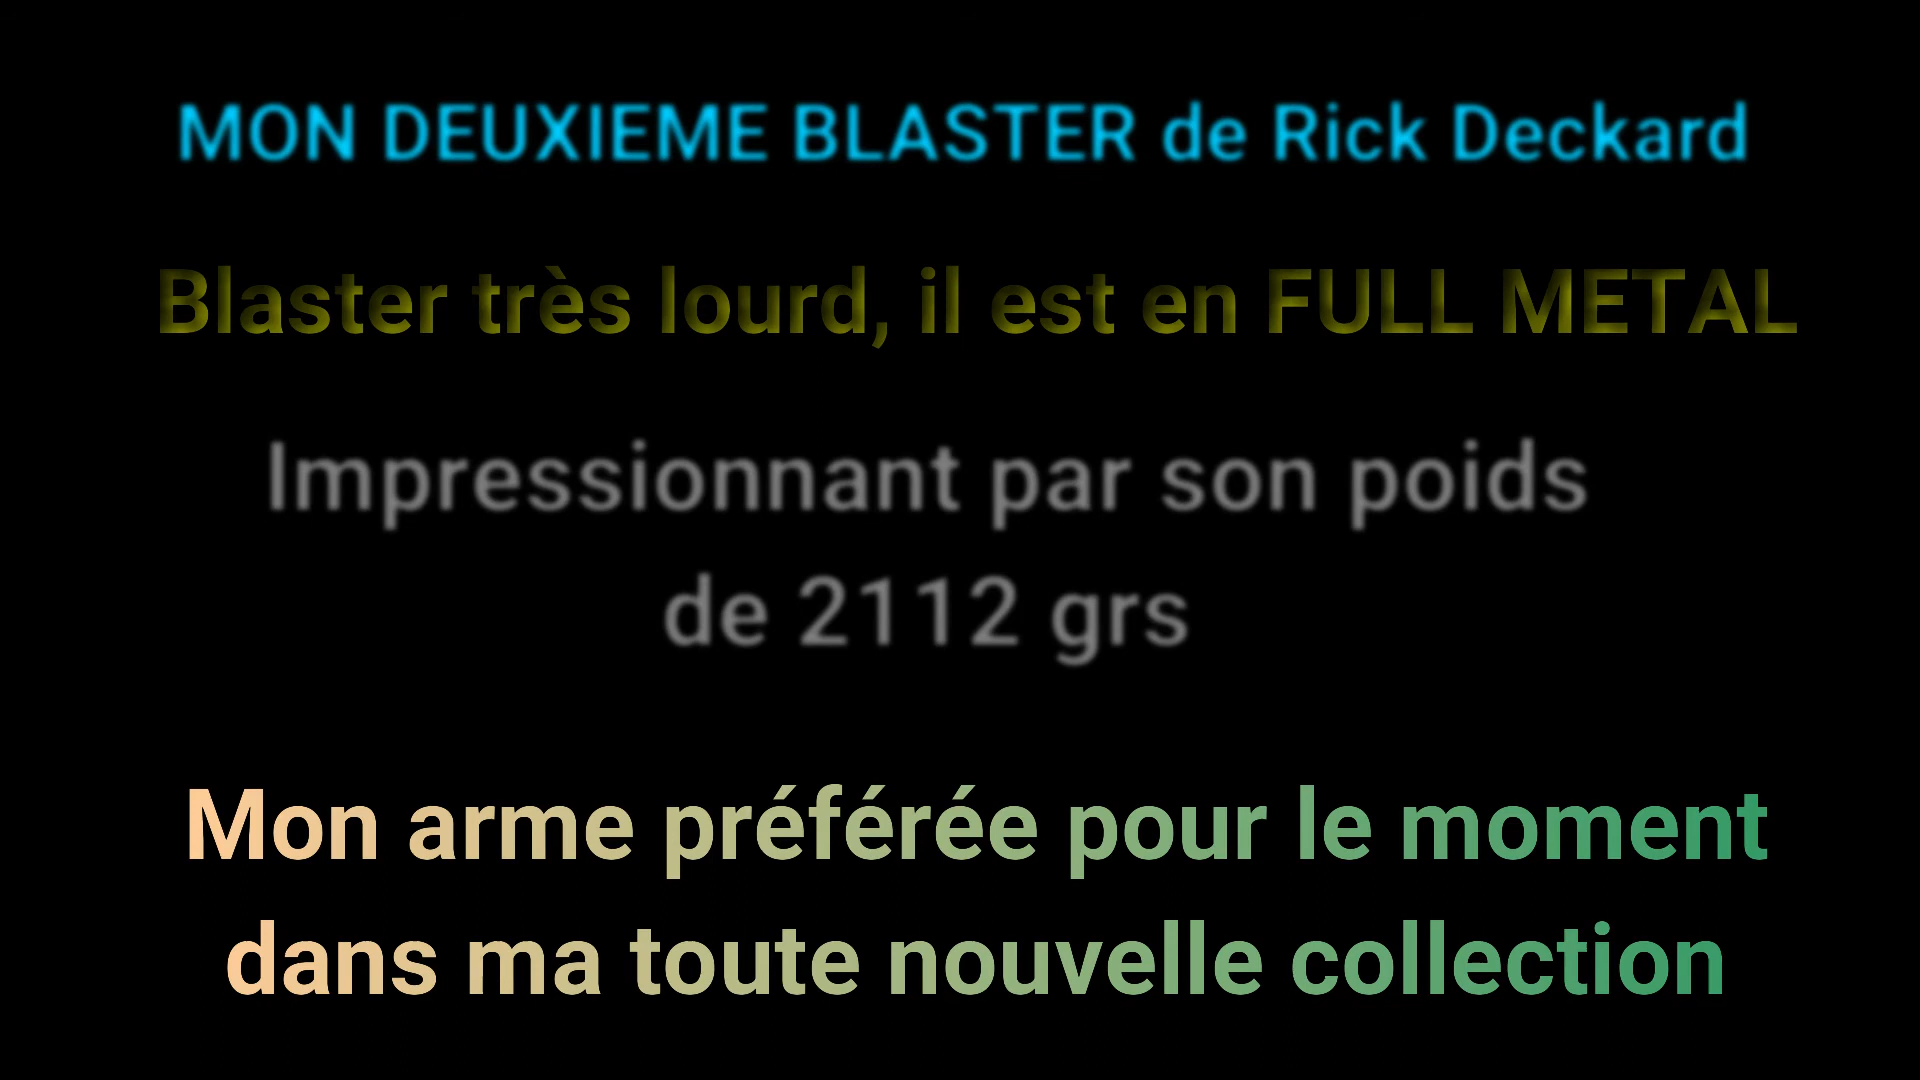 MON DEUXIEME BLASTER de Rick Deckard
Blaster très lourd, il est en FULL METAL
Impressionnant par son poids
de 2112 grs
Mon arme préférée pour le moment
dans ma toute nouvelle collection